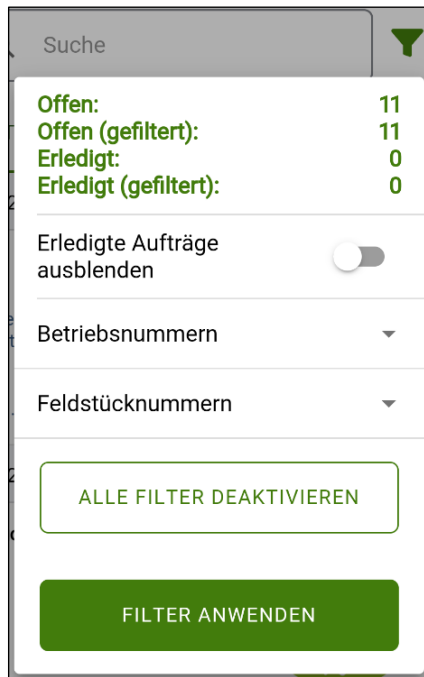 Suche
Offen: 11
Offen (gefiltert): 11
Erledigt: 0
Erledigt (gefiltert): 0
Erledigte Aufträge
ausblenden
Betriebsnummern
Feldstücknummern
ALLE FILTER DEAKTIVIEREN
FILTER ANWENDEN